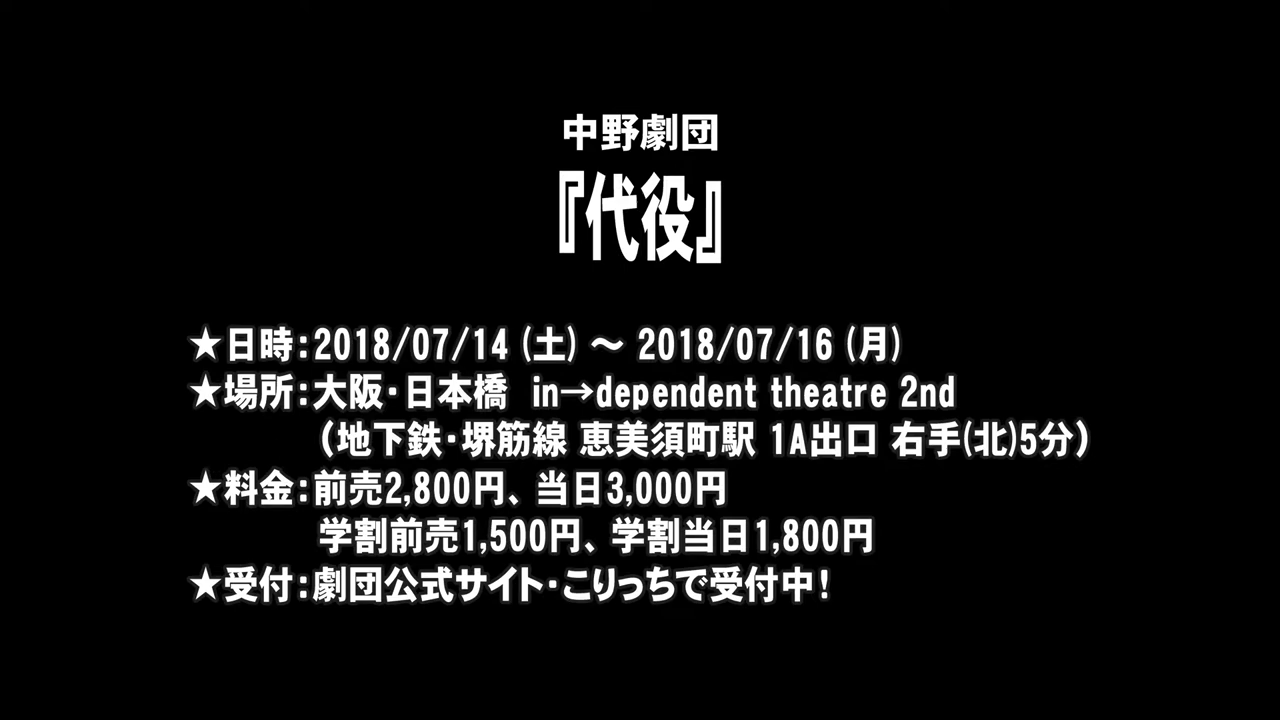 中野劇団
『代役』
★日時：2018/07/14 (土) ～ 2018/07/16 (月)
★場所：大阪・日本橋　in→dependent theatre 2nd
（地下鉄・堺筋線 恵美須町駅 1A出口 右手(北)5分）
★料金：前売2,800円、当日3,000円
学割前売1,500円、学割当日1,800円
★受付：劇団公式サイト・こりっちで受付中！